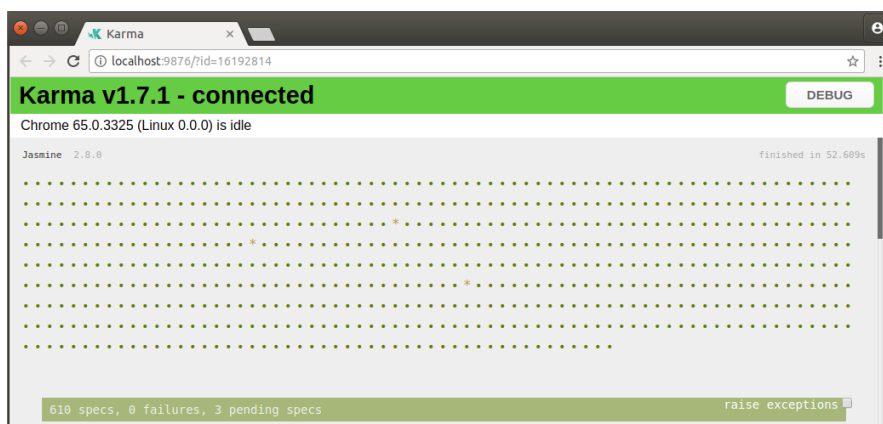 Karma
localhost:9876/?id=16192814
Karma v1.7.1 - connected
DEBUG
Chrome 65.0.3325 (Linux 0.0.0) is idle
Jasmine 2.8.0
finished in 52.609s
610 specs, 0 failures, 3 pending specs
raise exceptions